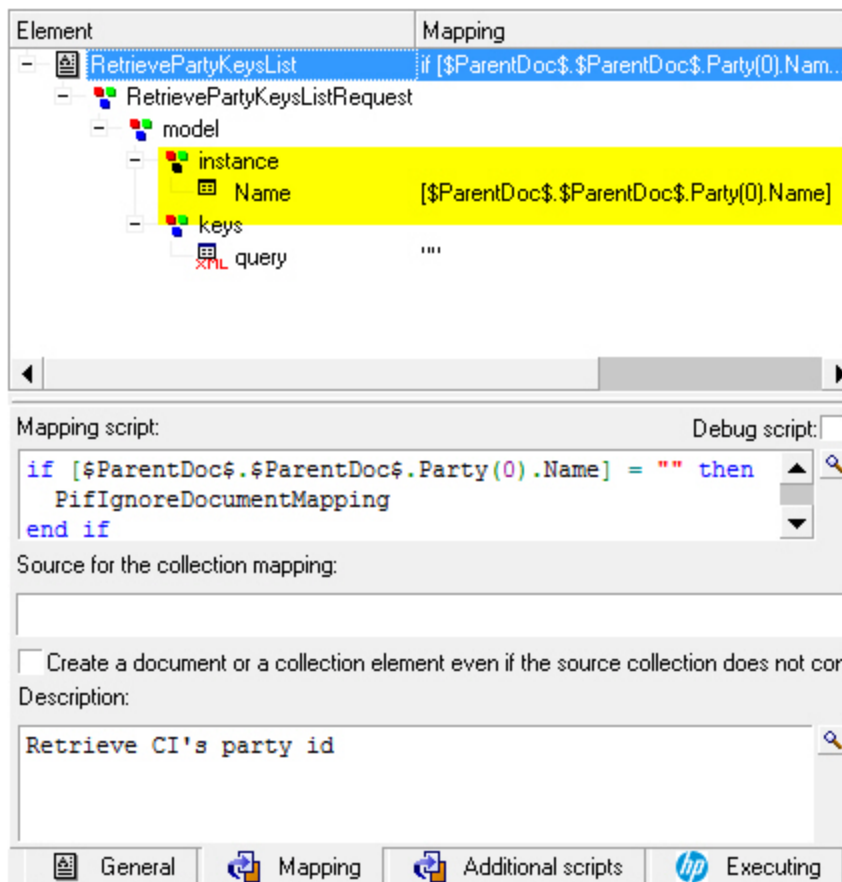 Element Mapping
RetrievePartyKeysList if [$ParentDoc$.$ParentDoc$.Party(0).Nam...
RetrievePartyKeysListRequest
model
instance
Name [$ParentDoc$.$ParentDoc$.Party(0).Name]
keys
XML query ""
Mapping script: Debug script:
if [$ParentDoc$.$ParentDoc$.Party(0).Name] = "" then
PifIgnoreDocumentMapping
end if
Source for the collection mapping:
Create a document or a collection element even if the source collection does not cor
Description:
Retrieve CI's party id
General Mapping Additional scripts hp Executing